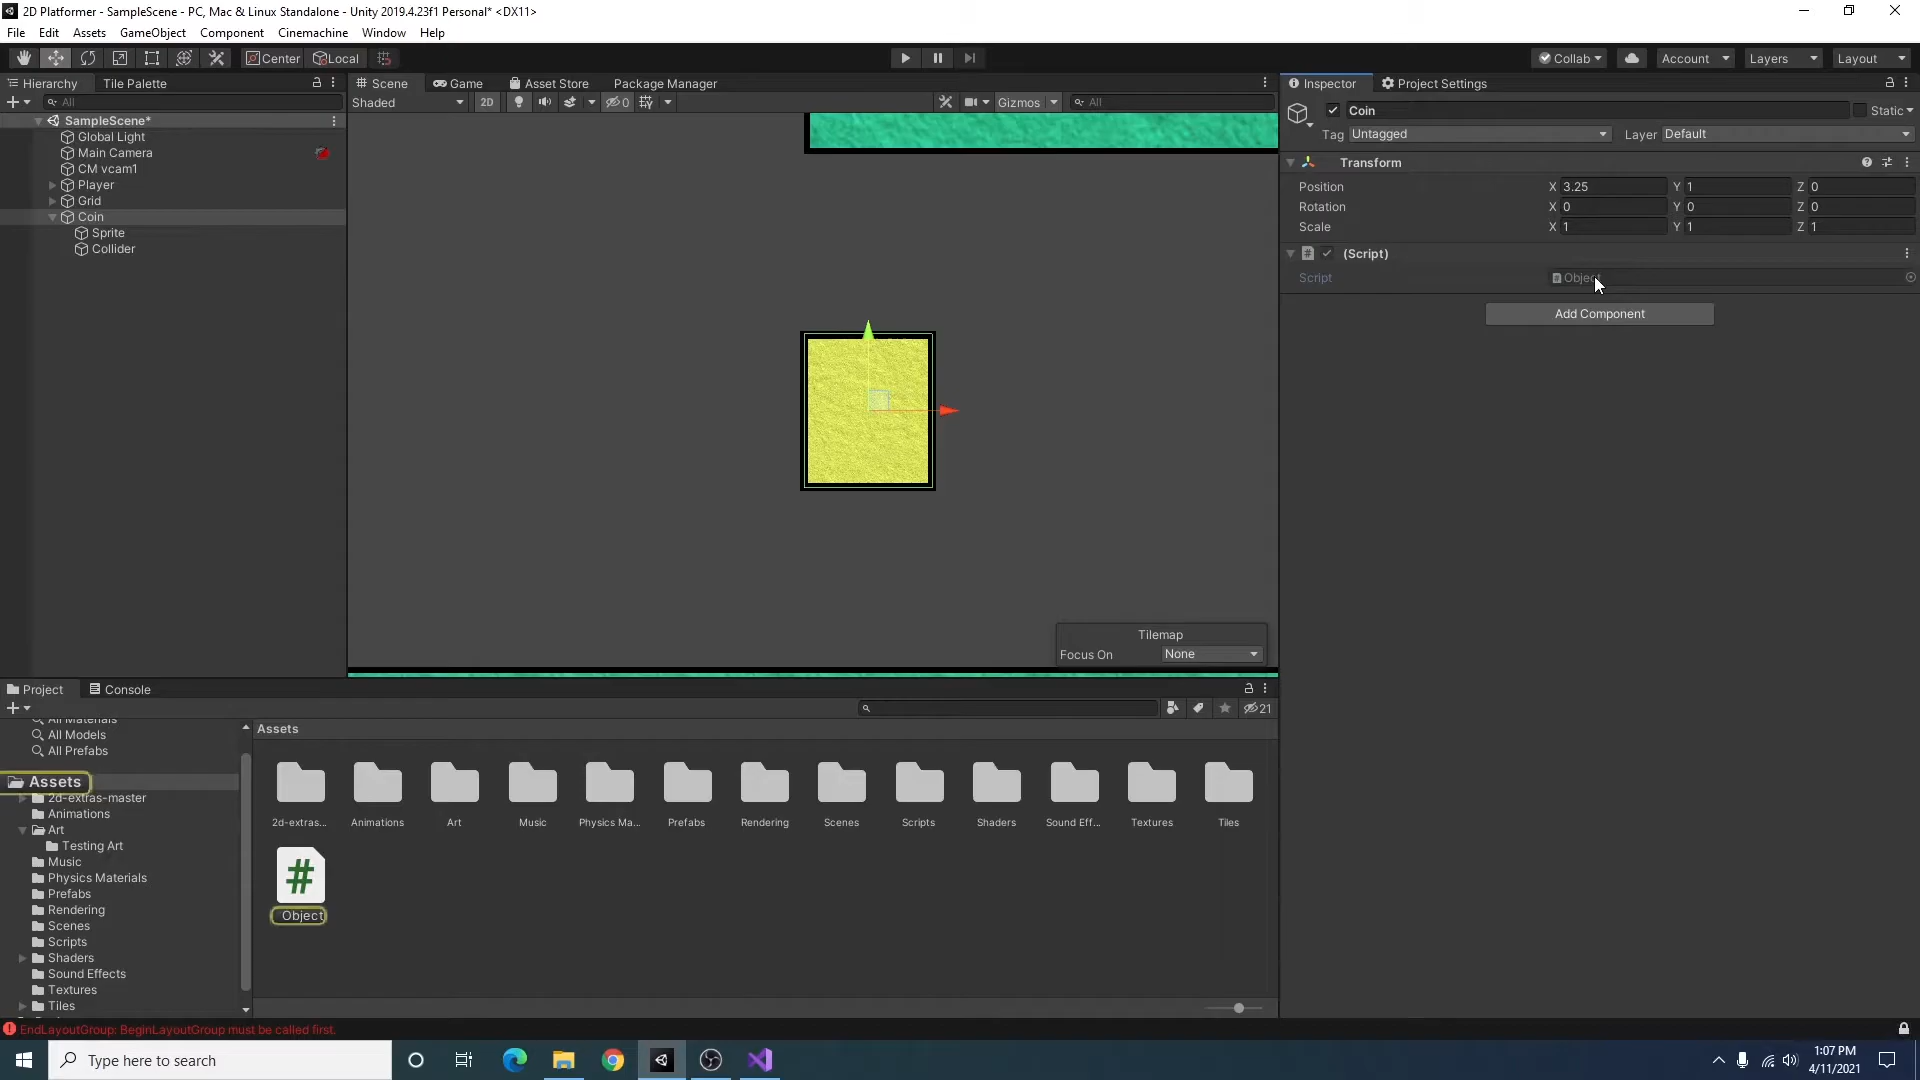 2D Platformer - SampleScene - PC, Mac & Linux Standalone - Unity 2019.4.23f1 Personal* <DX11>
File Edit Assets GameObject Component Cinemachine Window Help
Center Local
Collab Account Layers Layout
Hierarchy Tile Palette
All
SampleScene*
Global Light
Main Camera
CM vcam1
Player
Grid
Coin
Sprite
Collider
Scene Game Asset Store Package Manager
Shaded 2D 0 Gizmos All
Tilemap
Focus On None
Inspector Project Settings
Coin Static
Tag Untagged Layer Default
Transform
Position X 3.25 Y 1 Z 0
Rotation X 0 Y 0 Z 0
Scale X 1 Y 1 Z 1
# (Script)
Script Object
Add Component
Project Console
21
All Materials
All Models
All Prefabs
Assets
2d-extras-master
Animations
Art
Testing Art
Music
Physics Materials
Prefabs
Rendering
Scenes
Scripts
Shaders
Sound Effects
Textures
Tiles
Assets
2d-extras... Animations Art Music Physics Ma... Prefabs Rendering Scenes Scripts Shaders Sound Eff... Textures Tiles
#
Object
EndLayoutGroup: BeginLayoutGroup must be called first.
Type here to search
1:07 PM
4/11/2021